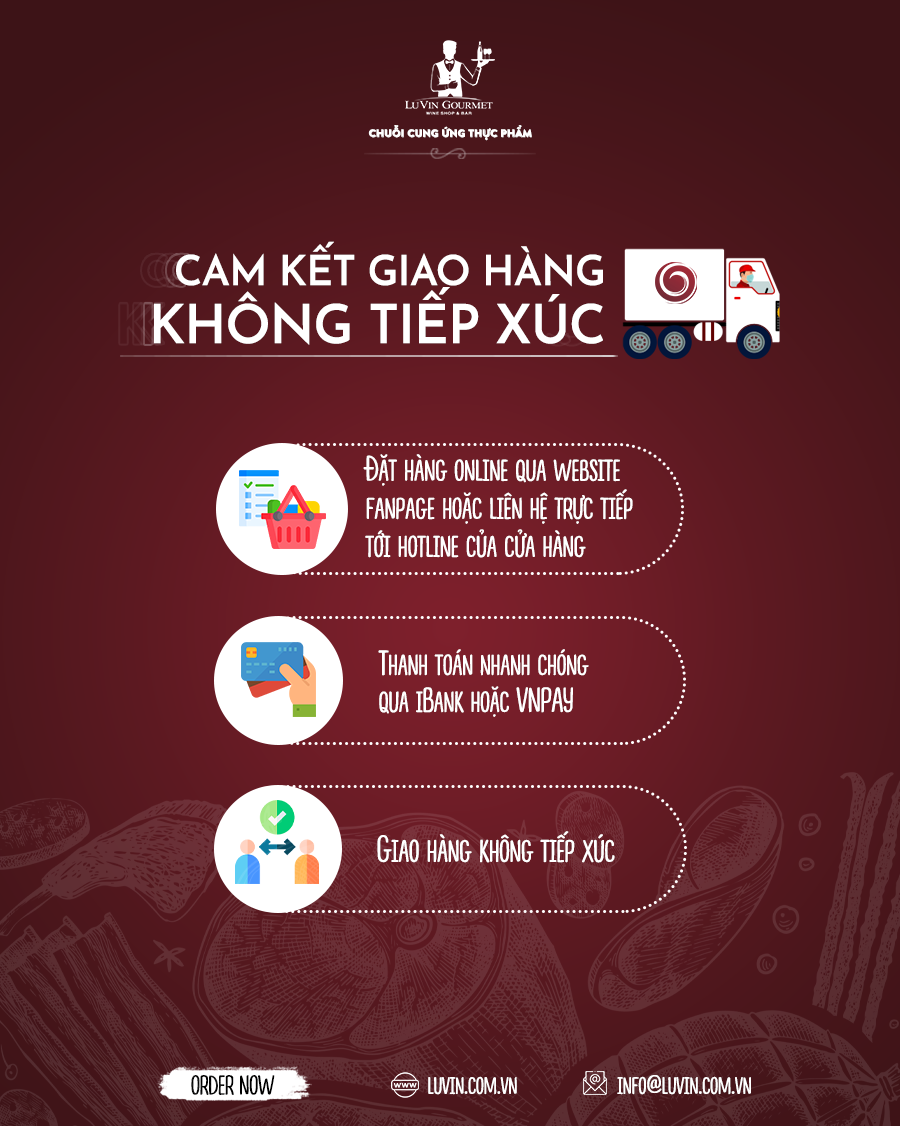 LUVIN GOURMET
WINE SHOP & BAR
CHUỖI CUNG ỨNG THỰC PHẨM
CAM KẾT GIAO HÀNG
KHÔNG TIẾP XÚC
ĐẶT HÀNG ONLINE QUA WEBSITE
FANPAGE HOẶC LIÊN HỆ TRỰC TIẾP
TỚI HOTLINE CỦA CỬA HÀNG
THANH TOÁN NHANH CHÓNG
QUA IBANK HOẶC VNPAY
GIAO HÀNG KHÔNG TIẾP XÚC
ORDER NOW
WWW LUVIN.COM.VN
INFO@LUVIN.COM.VN